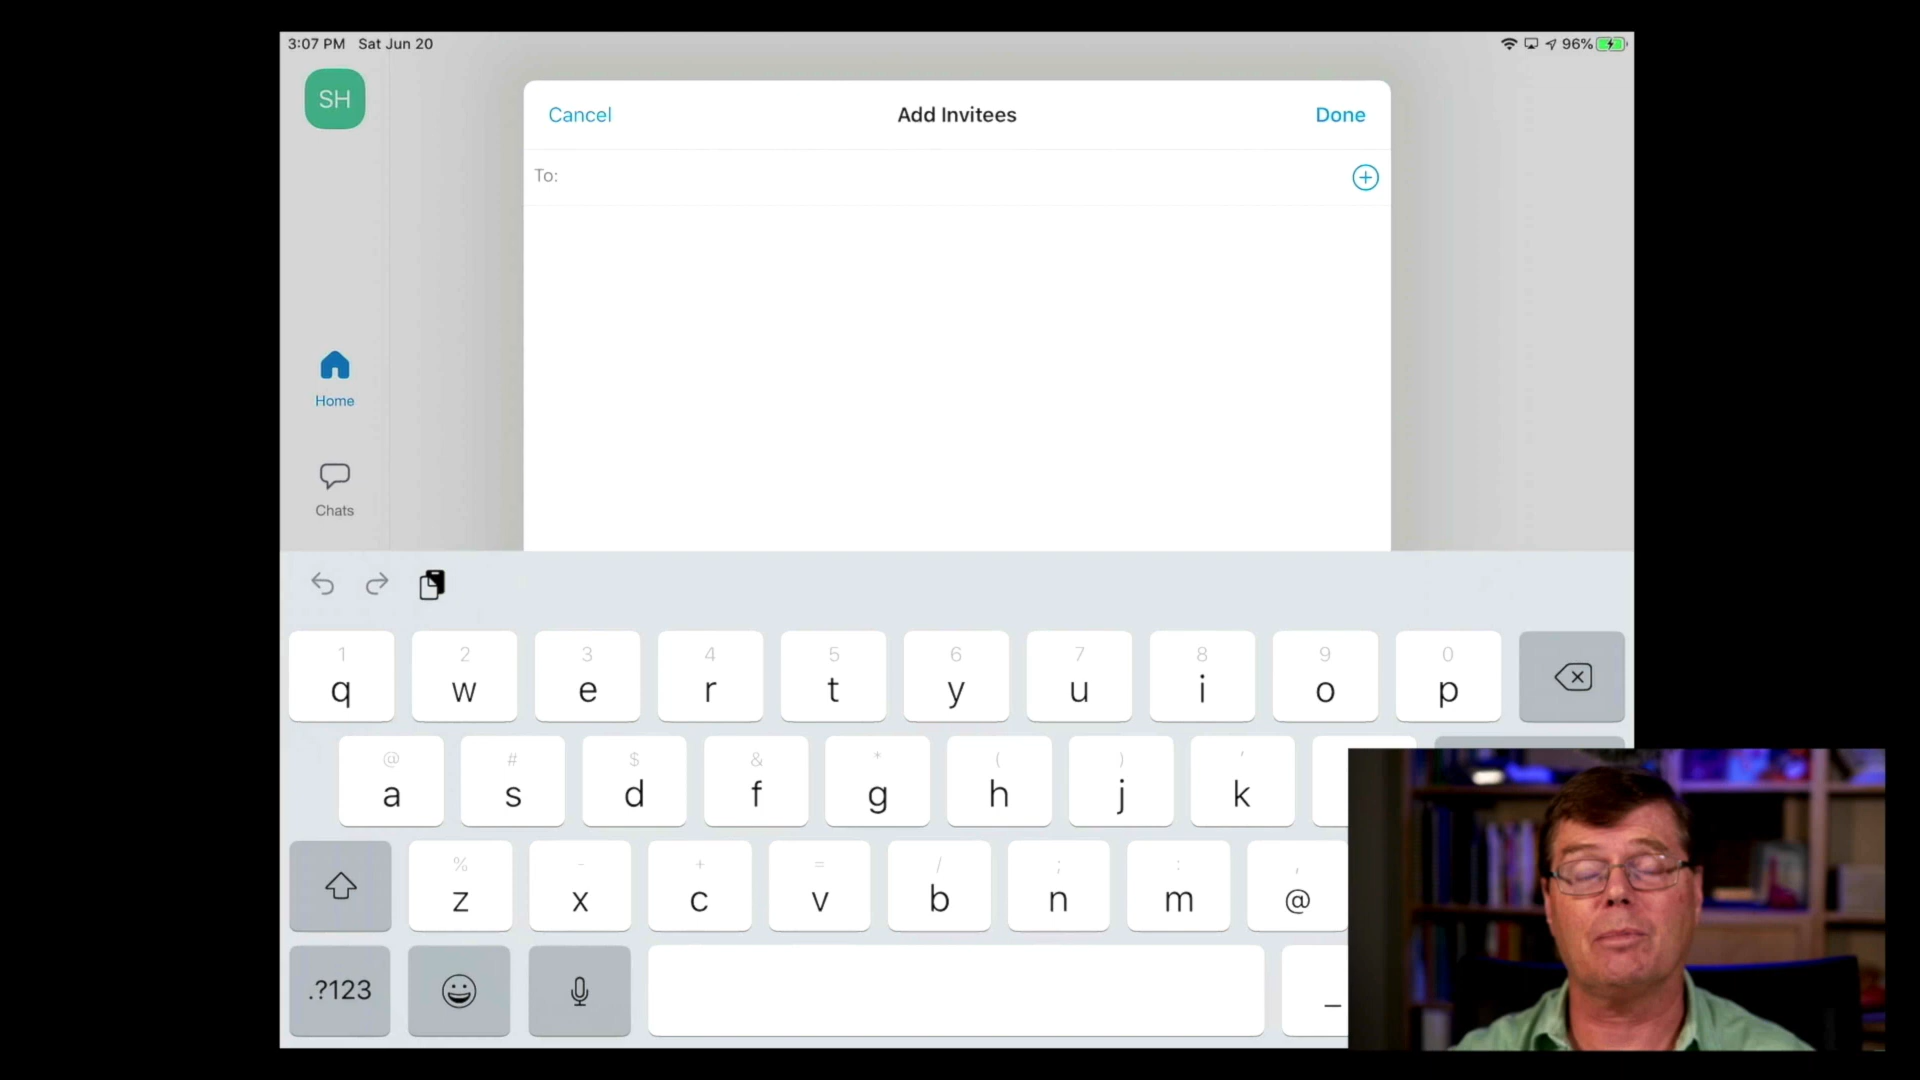 3:07 PM Sat Jun 20
96%
SH
Cancel
Add Invitees
Done
To:
Home
Chats
1 2 3 4 5 6 7 8 9 0
q w e r t y u i o p
@ # $ & * ( ) '
a s d f g h j k
% - + = / ; : ,
z x c v b n m @
.?123
_